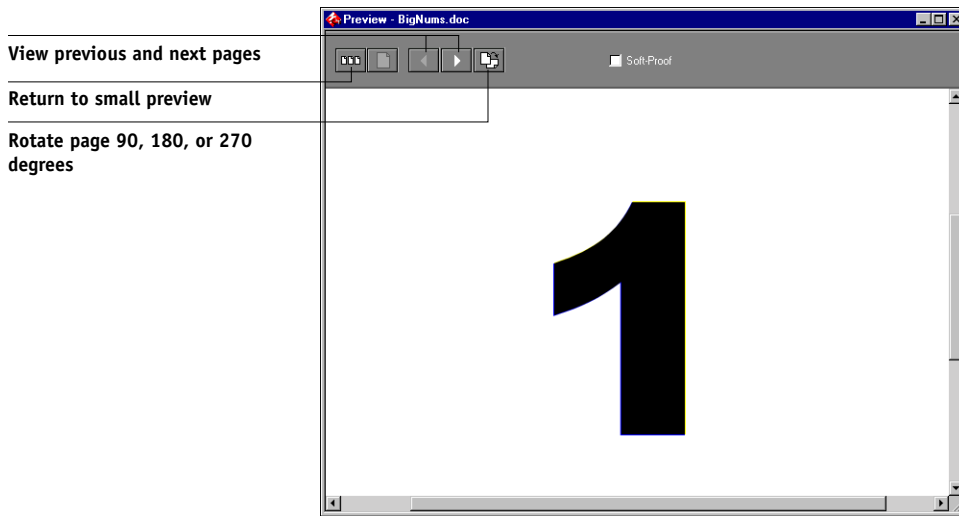 Preview - BigNums.doc
View previous and next pages
Soft-Proof
Return to small preview
Rotate page 90, 180, or 270
degrees
1